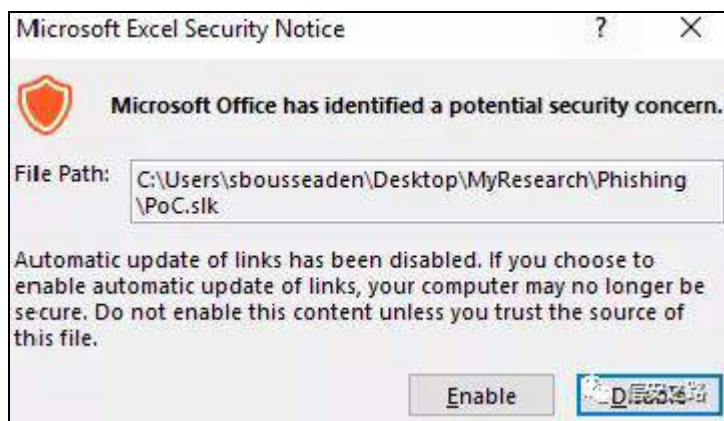 Microsoft Excel Security Notice ? X
Microsoft Office has identified a potential security concern.
File Path: C:\Users\sbousseaden\Desktop\MyResearch\Phishing
\PoC.slk
Automatic update of links has been disabled. If you choose to
enable automatic update of links, your computer may no longer be
secure. Do not enable this content unless you trust the source of
this file.
Enable Disable